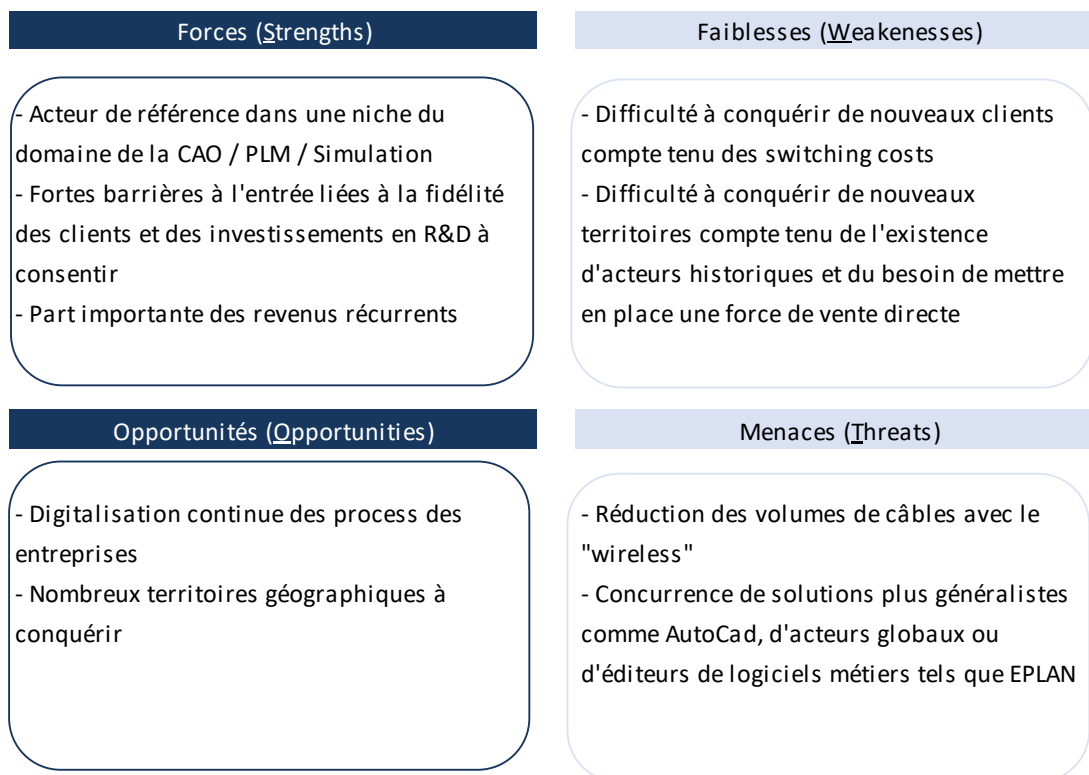 Forces (Strengths)
- Acteur de référence dans une niche du
domaine de la CAO / PLM / Simulation
- Fortes barrières à l'entrée liées à la fidélité
des clients et des investissements en R&D à
consentir
- Part importante des revenus récurrents
Faiblesses (Weakenesses)
- Difficulté à conquérir de nouveaux clients
compte tenu des switching costs
- Difficulté à conquérir de nouveaux
territoires compte tenu de l'existence
d'acteurs historiques et du besoin de mettre
en place une force de vente directe
Opportunités (Opportunities)
- Digitalisation continue des process des
entreprises
- Nombreux territoires géographiques à
conquérir
Menaces (Threats)
- Réduction des volumes de câbles avec le
"wireless"
- Concurrence de solutions plus généralistes
comme AutoCad, d'acteurs globaux ou
d'éditeurs de logiciels métiers tels que EPLAN